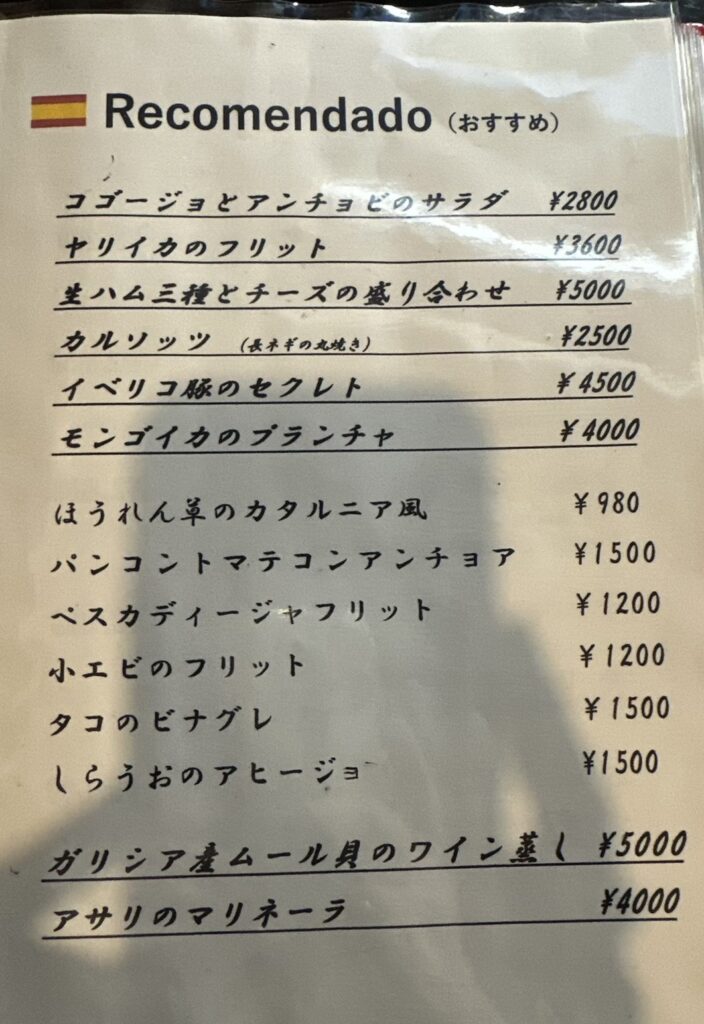 Recomendado (おすすめ)
コゴージョとアンチョビのサラダ ¥2800
ヤリイカのフリット ¥3600
生ハム三種とチーズの盛り合わせ ¥5000
カルソッツ (長ネギの丸焼き) ¥2500
イベリコ豚のセクレト ¥4500
モンゴイカのプランチャ ¥4000
ほうれん草のカタルニア風 ¥980
パンコントマテコンアンチョア ¥1500
ペスカディージャフリット ¥1200
小エビのフリット ¥1200
タコのビナグレ ¥1500
しらうおのアヒージョ ¥1500
ガリシア産ムール貝のワイン蒸し ¥5000
アサリのマリネーラ ¥4000